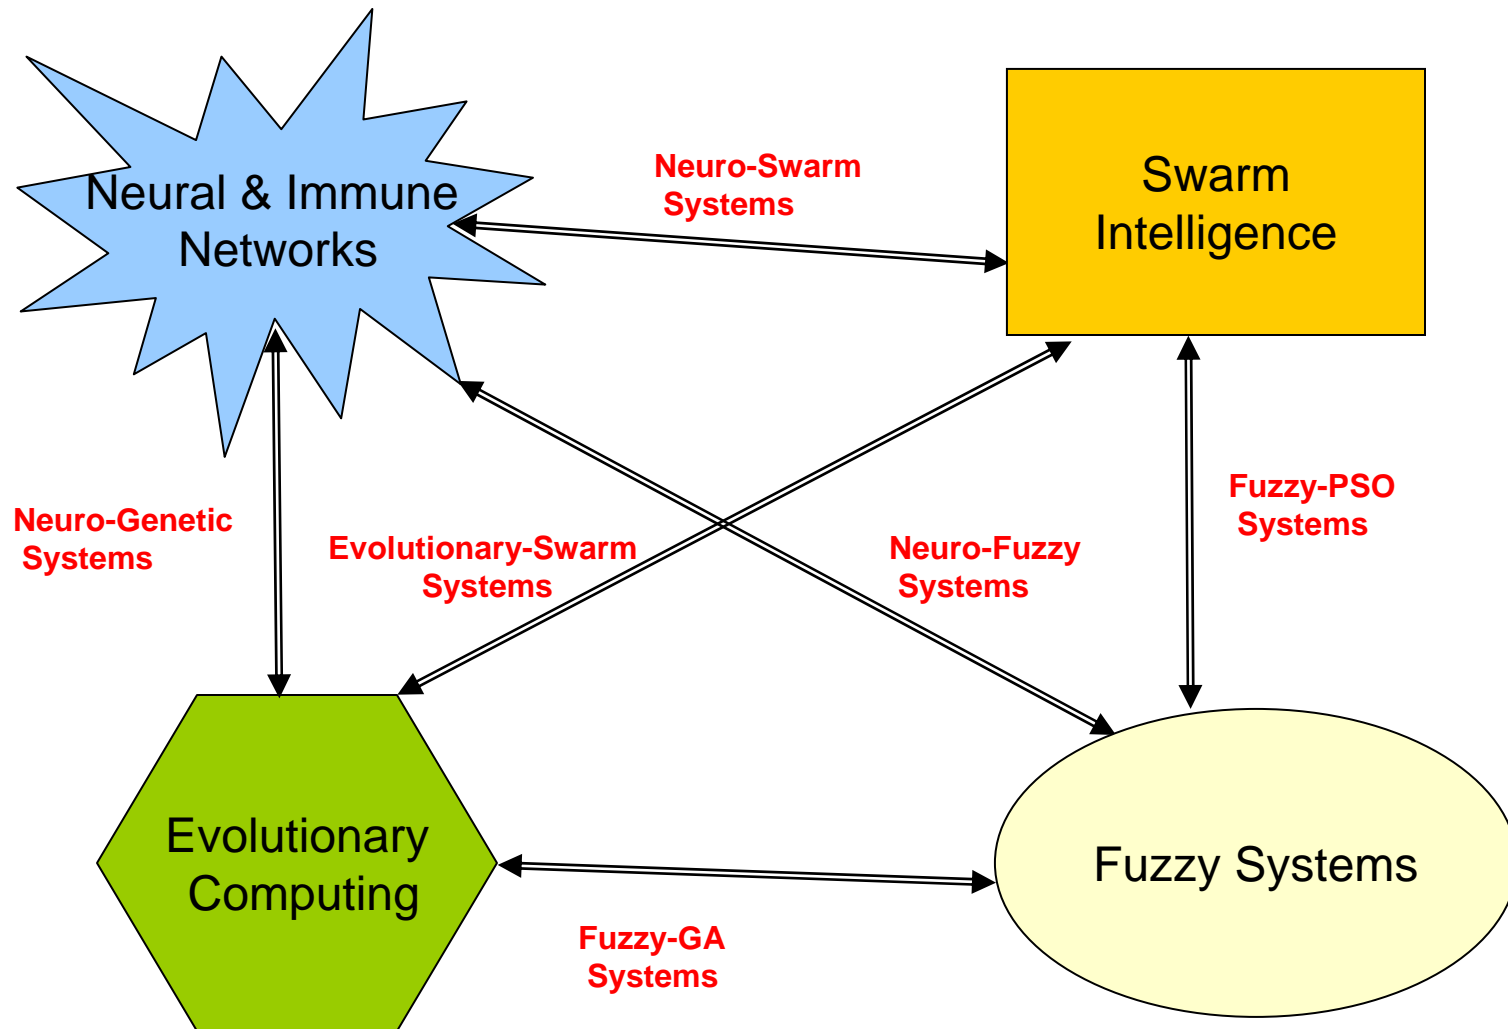 Neural & Immune
Networks
Neuro-Swarm
Systems
Swarm
Intelligence
Neuro-Genetic
Systems
Evolutionary-Swarm
Systems
Neuro-Fuzzy
Systems
Fuzzy-PSO
Systems
Evolutionary
Computing
Fuzzy-GA
Systems
Fuzzy Systems